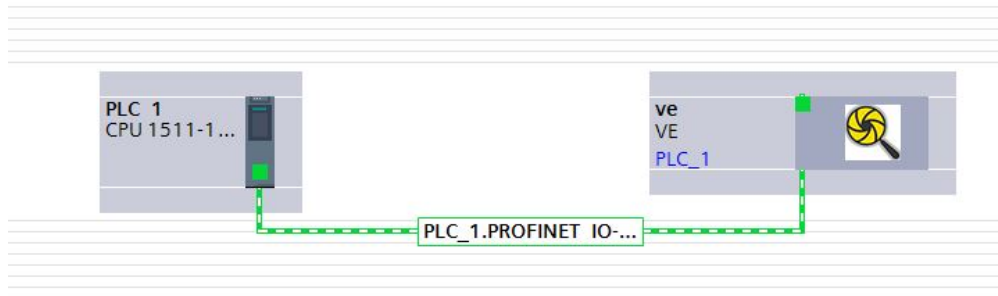 PLC_1
CPU 1511-1...
ve
VE
PLC_1
PLC_1.PROFINET IO-...